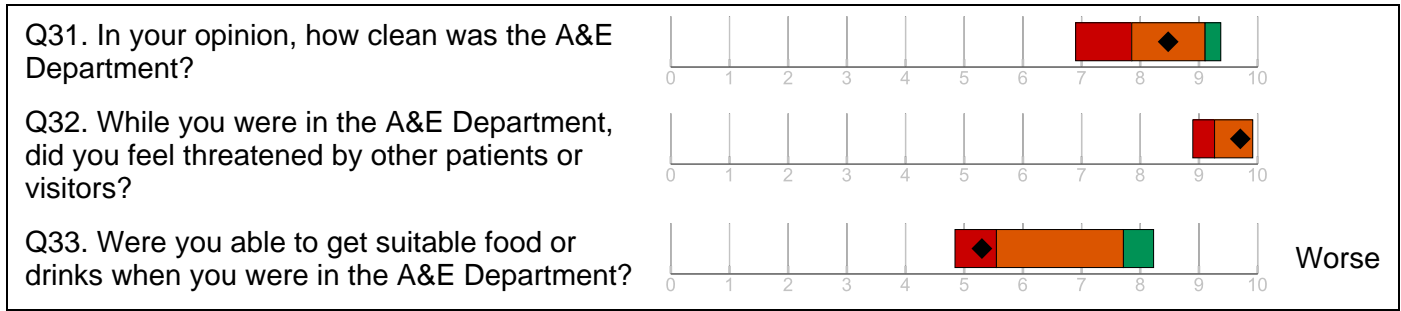 Q31. In your opinion, how clean was the A&E
Department?
0 1 2 3 4 5 6 7 8 9 10
Q32. While you were in the A&E Department,
did you feel threatened by other patients or
visitors?
0 1 2 3 4 5 6 7 8 9 10
Q33. Were you able to get suitable food or
drinks when you were in the A&E Department?
Worse
0 1 2 3 4 5 6 7 8 9 10